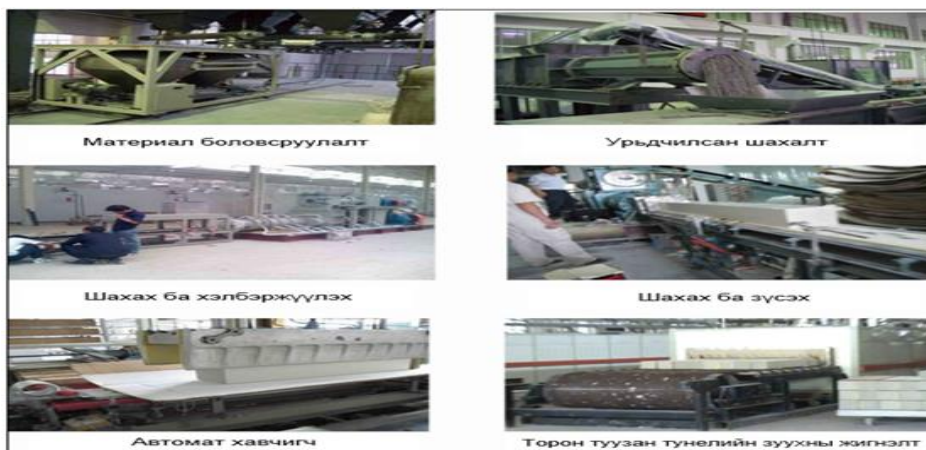 Материал боловсруулалт
Урьдчилсан шахалт
Шахах ба хэлбэржүүлэх
Шахах ба зүсэх
Автомат хавчигч
Торон туузан тунелийн зуухны жигнэлт